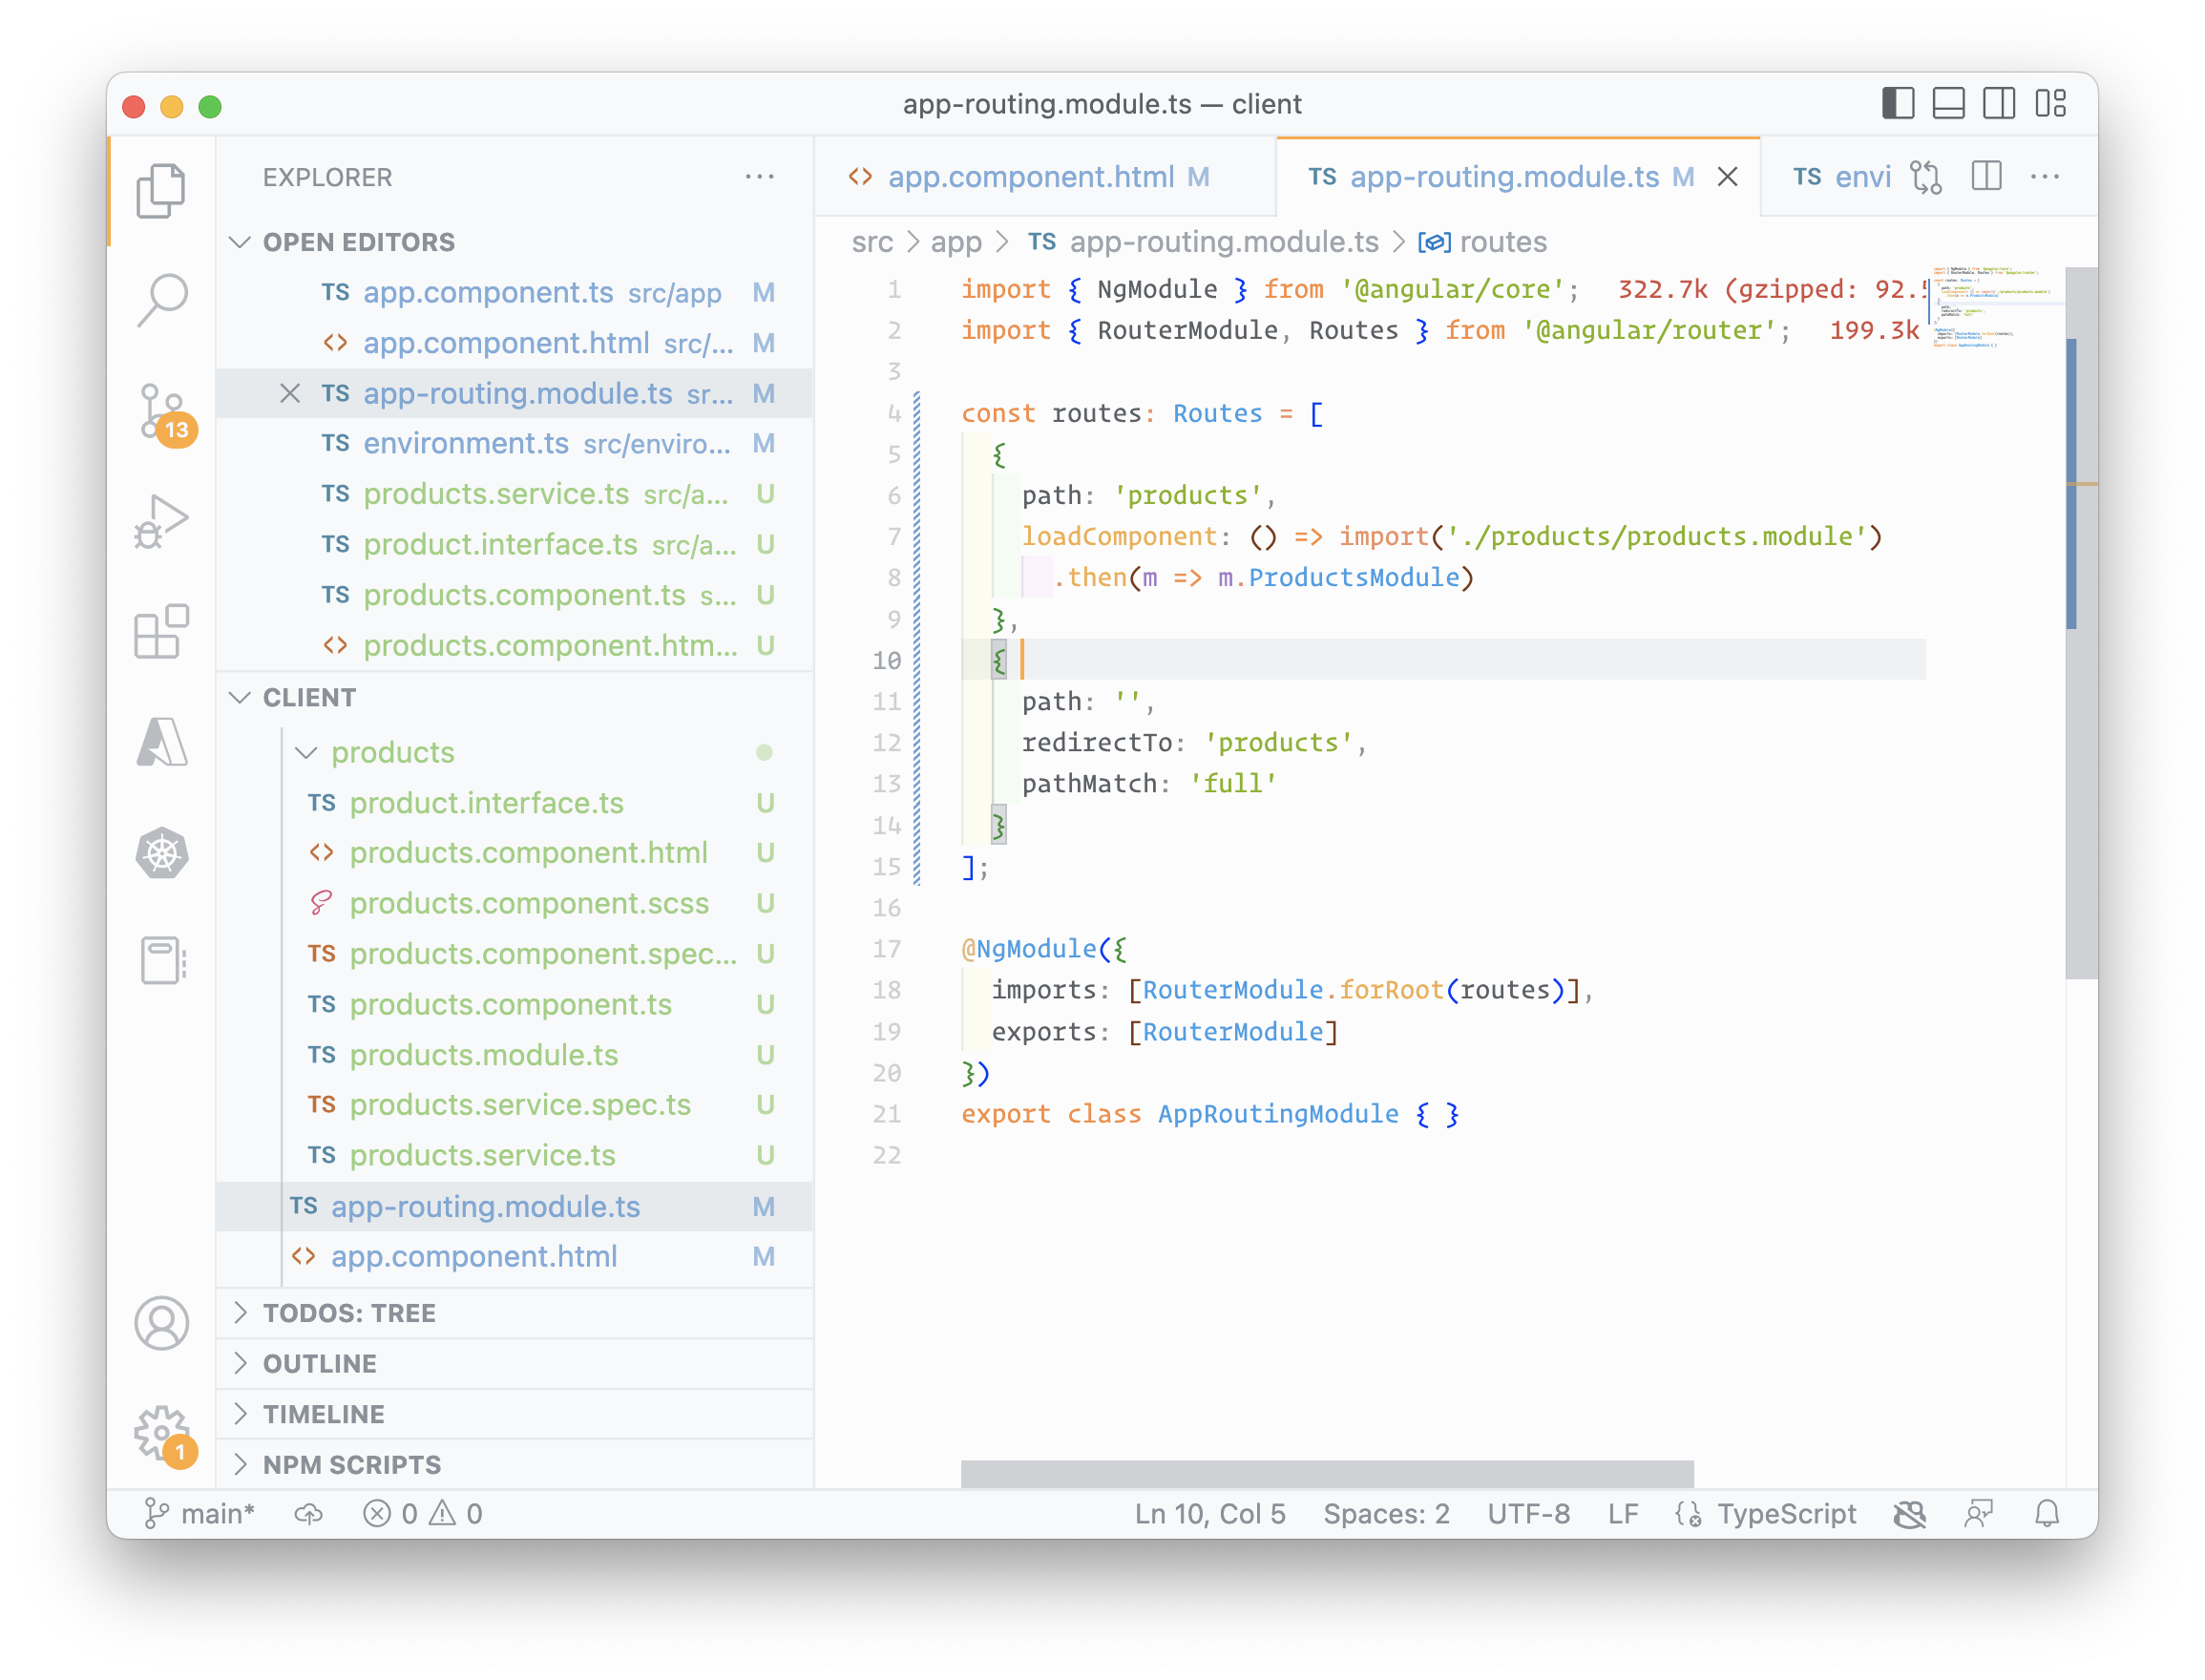 app-routing.module.ts — client
EXPLORER
OPEN EDITORS
TS app.component.ts src/app M
<> app.component.html src/... M
TS app-routing.module.ts sr... M
TS environment.ts src/enviro... M
TS products.service.ts src/a... U
TS product.interface.ts src/a... U
TS products.component.ts s... U
<> products.component.htm... U
CLIENT
products
TS product.interface.ts U
<> products.component.html U
products.component.scss U
TS products.component.spec... U
TS products.component.ts U
TS products.module.ts U
TS products.service.spec.ts U
TS products.service.ts U
TS app-routing.module.ts M
<> app.component.html M
TODOS: TREE
OUTLINE
TIMELINE
NPM SCRIPTS
13
1
<> app.component.html M
TS app-routing.module.ts M
TS envi
src > app > TS app-routing.module.ts > routes
1 import { NgModule } from '@angular/core'; 322.7k (gzipped: 92.
2 import { RouterModule, Routes } from '@angular/router'; 199.3k
3
4 const routes: Routes = [
5 {
6 path: 'products',
7 loadComponent: () => import('./products/products.module')
8 .then(m => m.ProductsModule)
9 },
10 {
11 path: '',
12 redirectTo: 'products',
13 pathMatch: 'full'
14 }
15 ];
16
17 @NgModule({
18 imports: [RouterModule.forRoot(routes)],
19 exports: [RouterModule]
20 })
21 export class AppRoutingModule { }
22
main* 0 0 Ln 10, Col 5 Spaces: 2 UTF-8 LF TypeScript